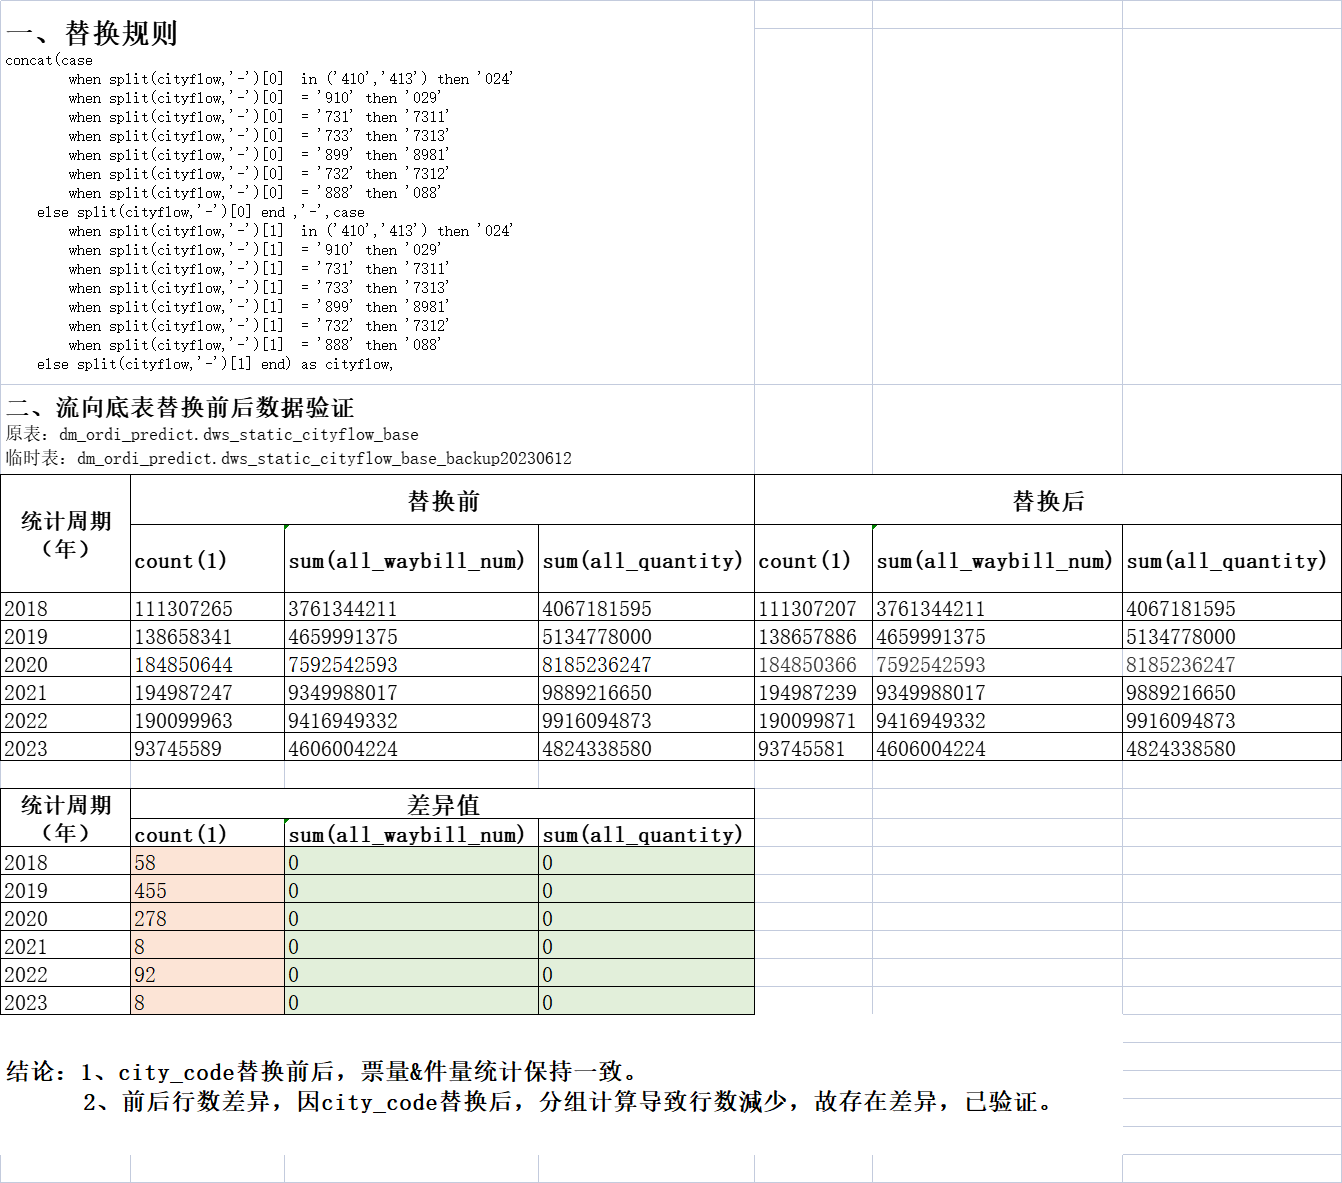 一、替换规则
concat(case
when split(cityflow,'-')[0] in ('410','413') then '024'
when split(cityflow,'-')[0] = '910' then '029'
when split(cityflow,'-')[0] = '731' then '7311'
when split(cityflow,'-')[0] = '733' then '7313'
when split(cityflow,'-')[0] = '899' then '8981'
when split(cityflow,'-')[0] = '732' then '7312'
when split(cityflow,'-')[0] = '888' then '088'
else split(cityflow,'-')[0] end ,'-',case
when split(cityflow,'-')[1] in ('410','413') then '024'
when split(cityflow,'-')[1] = '910' then '029'
when split(cityflow,'-')[1] = '731' then '7311'
when split(cityflow,'-')[1] = '733' then '7313'
when split(cityflow,'-')[1] = '899' then '8981'
when split(cityflow,'-')[1] = '732' then '7312'
when split(cityflow,'-')[1] = '888' then '088'
else split(cityflow,'-')[1] end) as cityflow,
二、流向底表替换前后数据验证
原表：dm_ordi_predict.dws_static_cityflow_base
临时表：dm_ordi_predict.dws_static_cityflow_base_backup20230612
统计周期（年） 替换前 替换后
count(1) sum(all_waybill_num) sum(all_quantity) count(1) sum(all_waybill_num) sum(all_quantity)
2018 111307265 3761344211 4067181595 111307207 3761344211 4067181595
2019 138658341 4659991375 5134778000 138657886 4659991375 5134778000
2020 184850644 7592542593 8185236247 184850366 7592542593 8185236247
2021 194987247 9349988017 9889216650 194987239 9349988017 9889216650
2022 190099963 9416949332 9916094873 190099871 9416949332 9916094873
2023 93745589 4606004224 4824338580 93745581 4606004224 4824338580
统计周期（年） 差异值
count(1) sum(all_waybill_num) sum(all_quantity)
2018 58 0 0
2019 455 0 0
2020 278 0 0
2021 8 0 0
2022 92 0 0
2023 8 0 0
结论：1、city_code替换前后，票量&件量统计保持一致。
2、前后行数差异，因city_code替换后，分组计算导致行数减少，故存在差异，已验证。